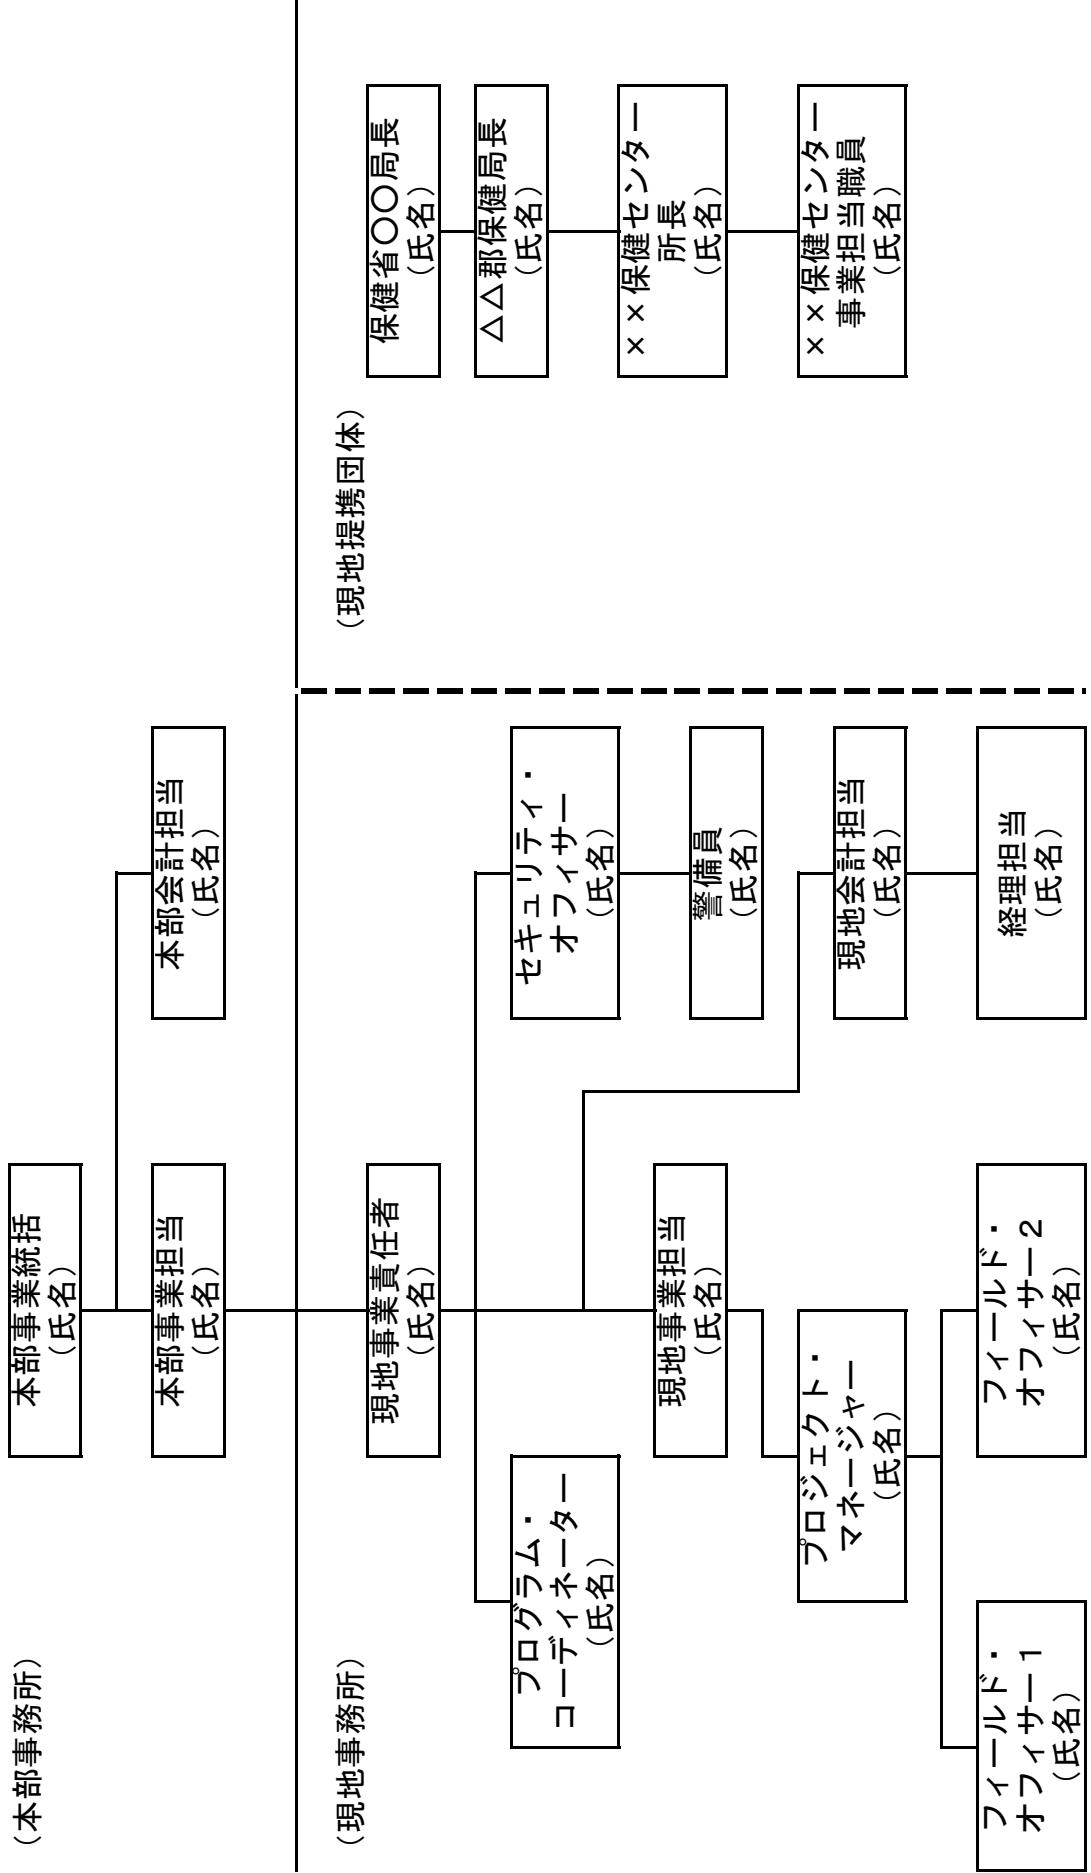 （本部事務所）
本部事業統括
（氏名）
本部事業担当
（氏名）
本部会計担当
（氏名）
（現地事務所）
現地事業責任者
（氏名）
プログラム・
コーディネーター
（氏名）
セキュリティ・
オフィサー
（氏名）
現地事業担当
（氏名）
警備員
（氏名）
プロジェクト・
マネージャー
（氏名）
現地会計担当
（氏名）
フィールド・
オフィサー１
（氏名）
フィールド・
オフィサー２
（氏名）
経理担当
（氏名）
（現地提携団体）
保健省〇〇局長
（氏名）
△△郡保健局長
（氏名）
××保健センター
所長
（氏名）
××保健センター
事業担当職員
（氏名）